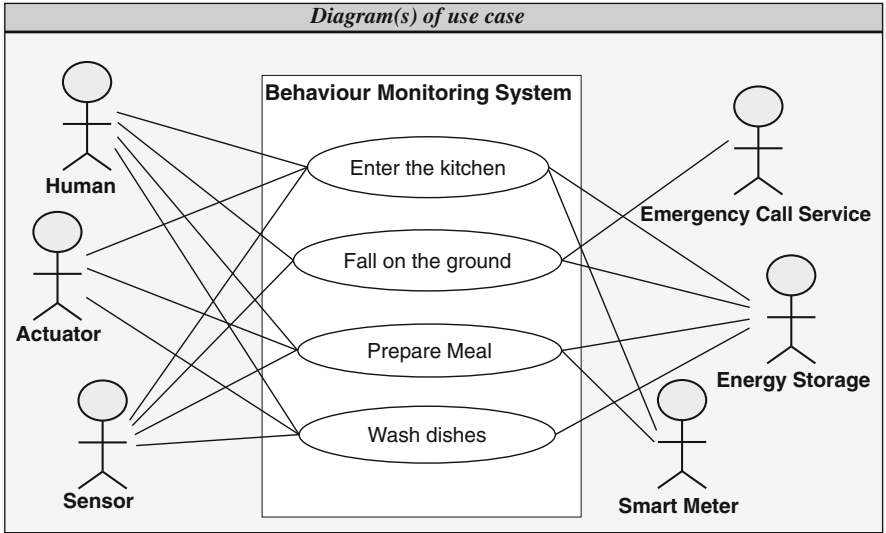 Diagram(s) of use case
Behaviour Monitoring System
Human
Actuator
Sensor
Enter the kitchen
Fall on the ground
Prepare Meal
Wash dishes
Emergency Call Service
Energy Storage
Smart Meter